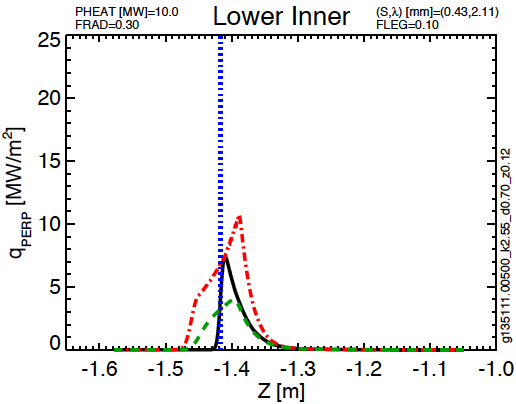 PHEAT [MW]=10.0
FRAD=0.30
Lower Inner
(S,λ) [mm]=(0.43,2.11)
FLEG=0.10
25
20
15
10
5
0
qPERP [MW/m2]
-1.6
-1.5
-1.4
-1.3
-1.2
-1.1
-1.0
Z [m]
g135111.00500_k2.55_d0.70_z0.12